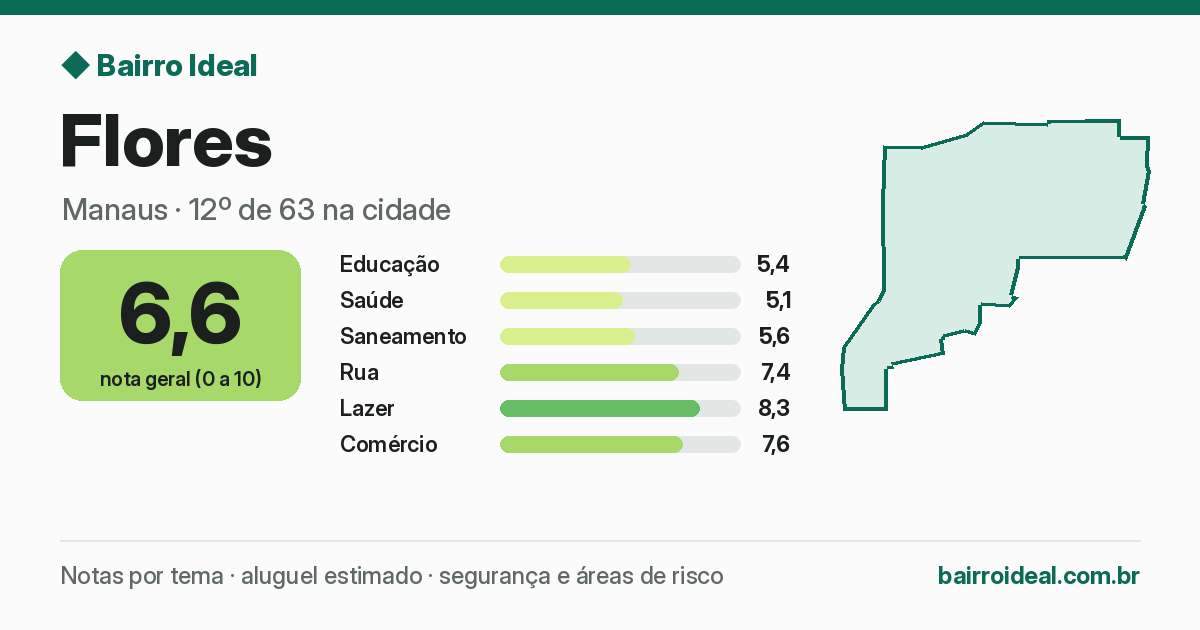 Bairro Ideal
Flores
Manaus · 12º de 63 na cidade
6,6
nota geral (0 a 10)
Educação 5,4
Saúde 5,1
Saneamento 5,6
Rua 7,4
Lazer 8,3
Comércio 7,6
Notas por tema · aluguel estimado · segurança e áreas de risco
bairroideal.com.br